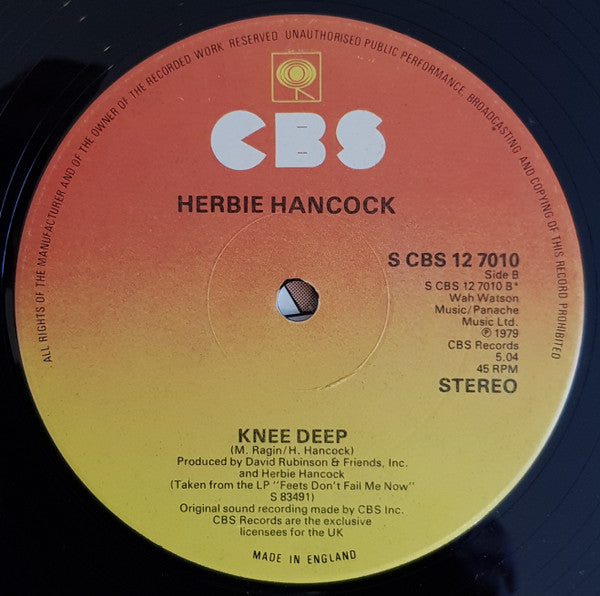 ALL RIGHTS OF THE MANUFACTURER AND OF THE OWNER OF THE RECORDED WORK RESERVED UNAUTHORISED PUBLIC PERFORMANCE, BROADCASTING AND COPYING OF THIS RECORD PROHIBITED
CBS
HERBIE HANCOCK
S CBS 12 7010
Side B
S CBS 12 7010 B*
Wah Watson
Music/Panache
Music Ltd.
℗ 1979
CBS Records
5.04
45 RPM
STEREO
KNEE DEEP
(M. Ragin/H. Hancock)
Produced by David Rubinson & Friends, Inc.
and Herbie Hancock
(Taken from the LP "Feets Don't Fail Me Now"
S 83491)
Original sound recording made by CBS Inc.
CBS Records are the exclusive
licensees for the UK
MADE IN ENGLAND